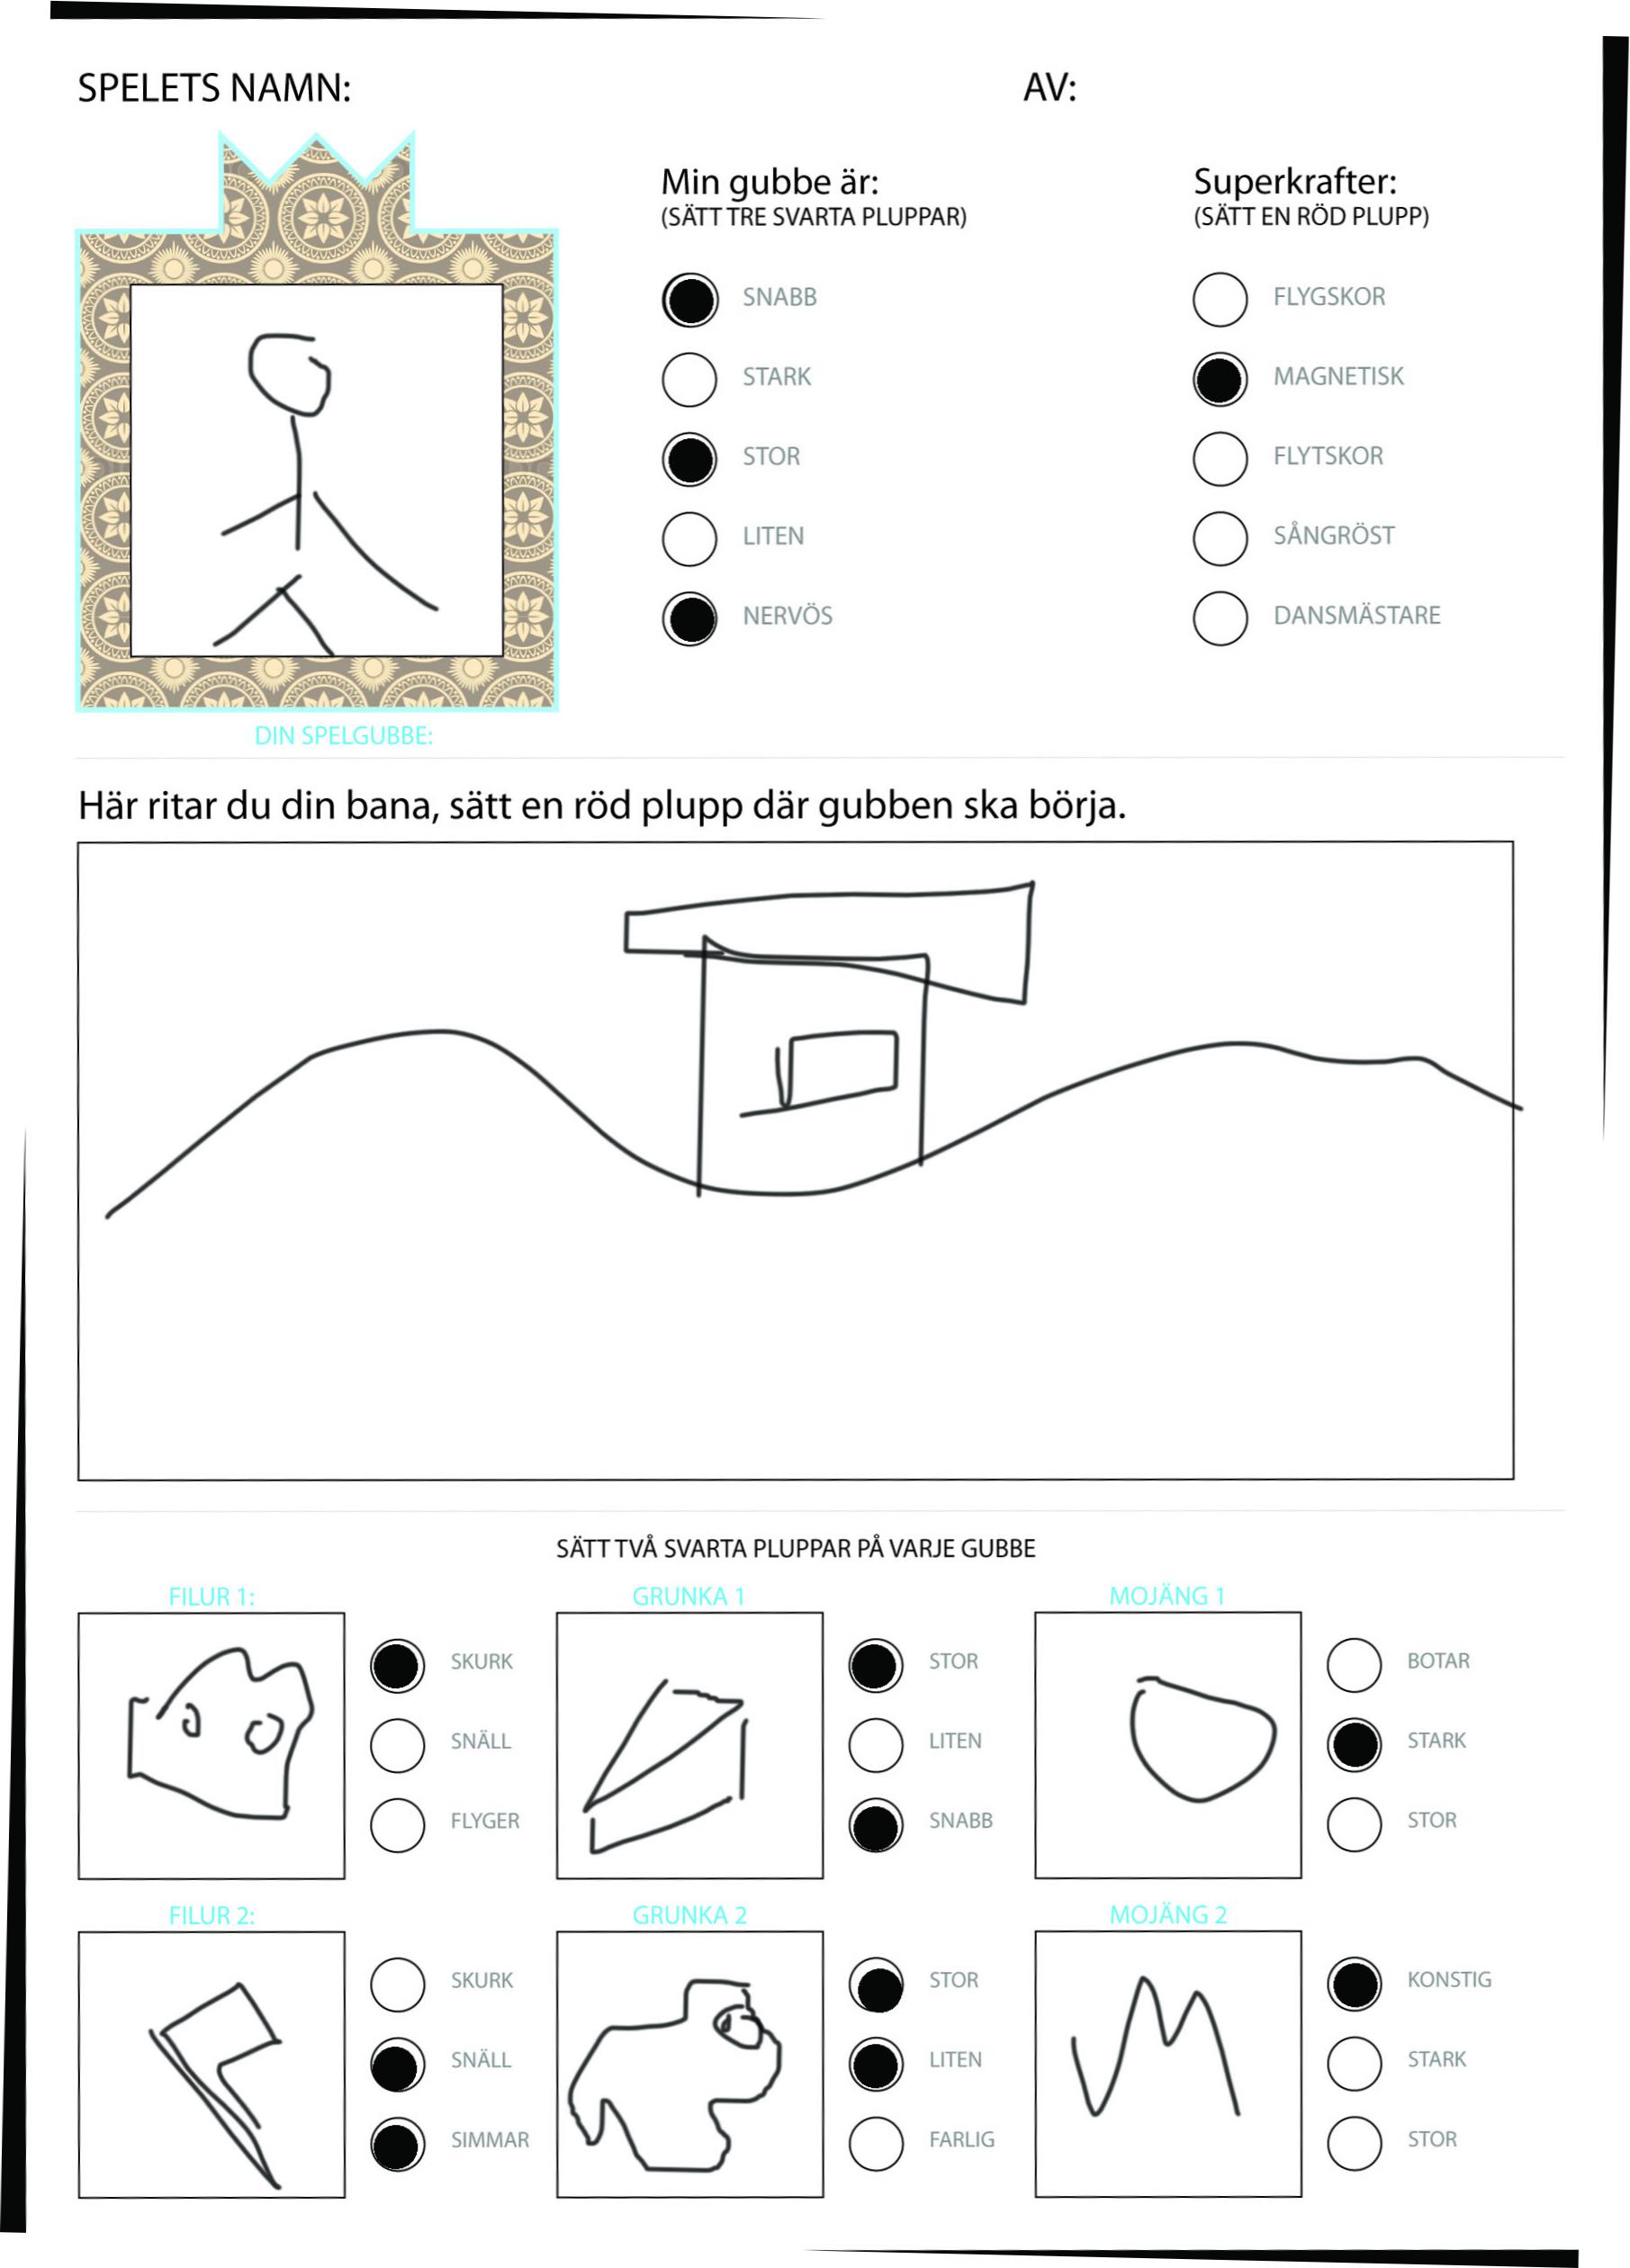 SPELETS NAMN:
AV:
Min gubbe är:
(SÄTT TRE SVARTA PLUPPAR)
SNABB
STARK
STOR
LITEN
NERVÖS
Superkrafter:
(SÄTT EN RÖD PLUPP)
FLYGSKOR
MAGNETISK
FLYTSKOR
SÅNGRÖST
DANSMÄSTARE
DIN SPELGUBBE:
Här ritar du din bana, sätt en röd plupp där gubben ska börja.
SÄTT TVÅ SVARTA PLUPPAR PÅ VARJE GUBBE
FILUR 1:
SKURK
SNÄLL
FLYGER
GRUNKA 1
STOR
LITEN
SNABB
MOJÄNG 1
BOTAR
STARK
STOR
FILUR 2:
SKURK
SNÄLL
SIMMAR
GRUNKA 2
STOR
LITEN
FARLIG
MOJÄNG 2
KONSTIG
STARK
STOR